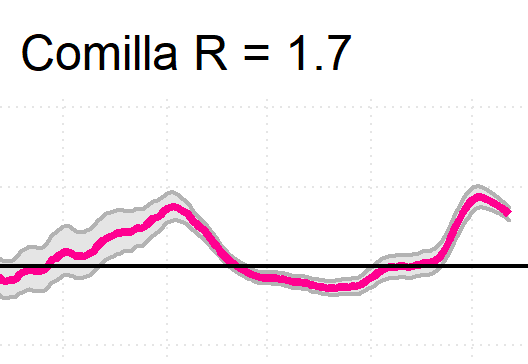 Comilla R = 1.7